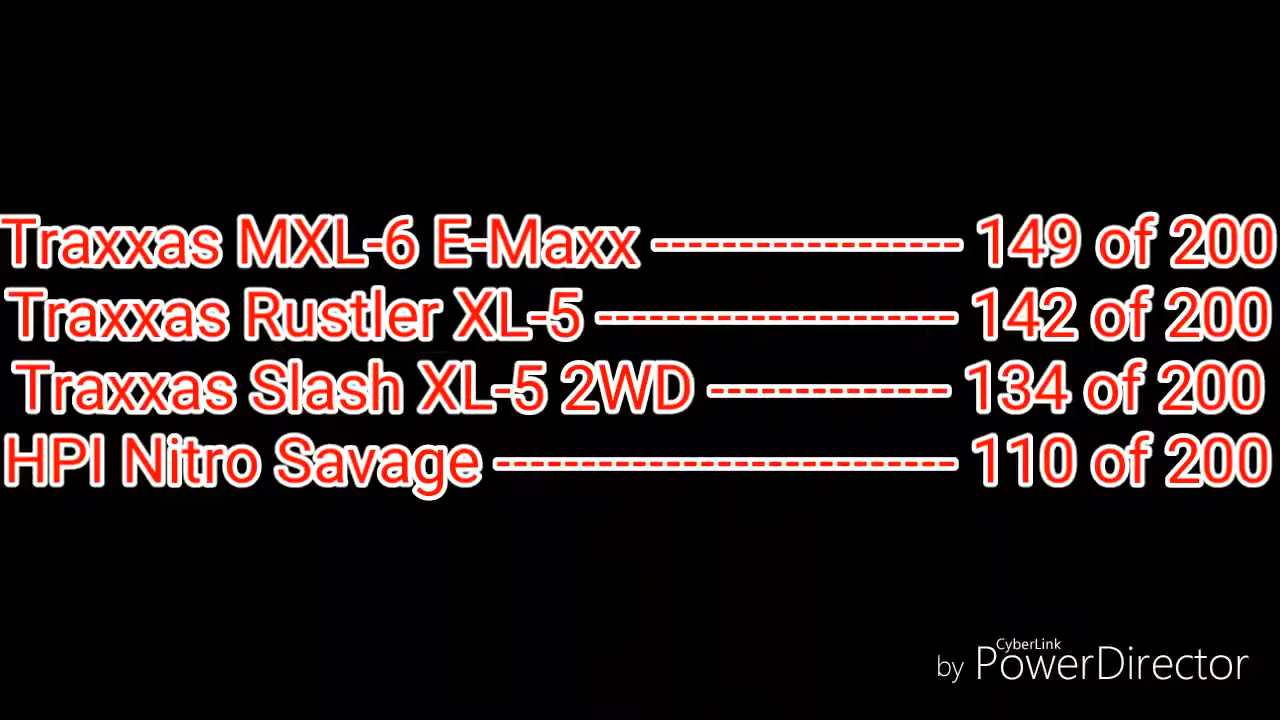 Traxxas MXL-6 E-Maxx --------------------- 149 of 200
Traxxas Rustler XL-5 ------------------------- 142 of 200
Traxxas Slash XL-5 2WD ---------------- 134 of 200
HPI Nitro Savage -------------------------------- 110 of 200
CyberLink
by PowerDirector